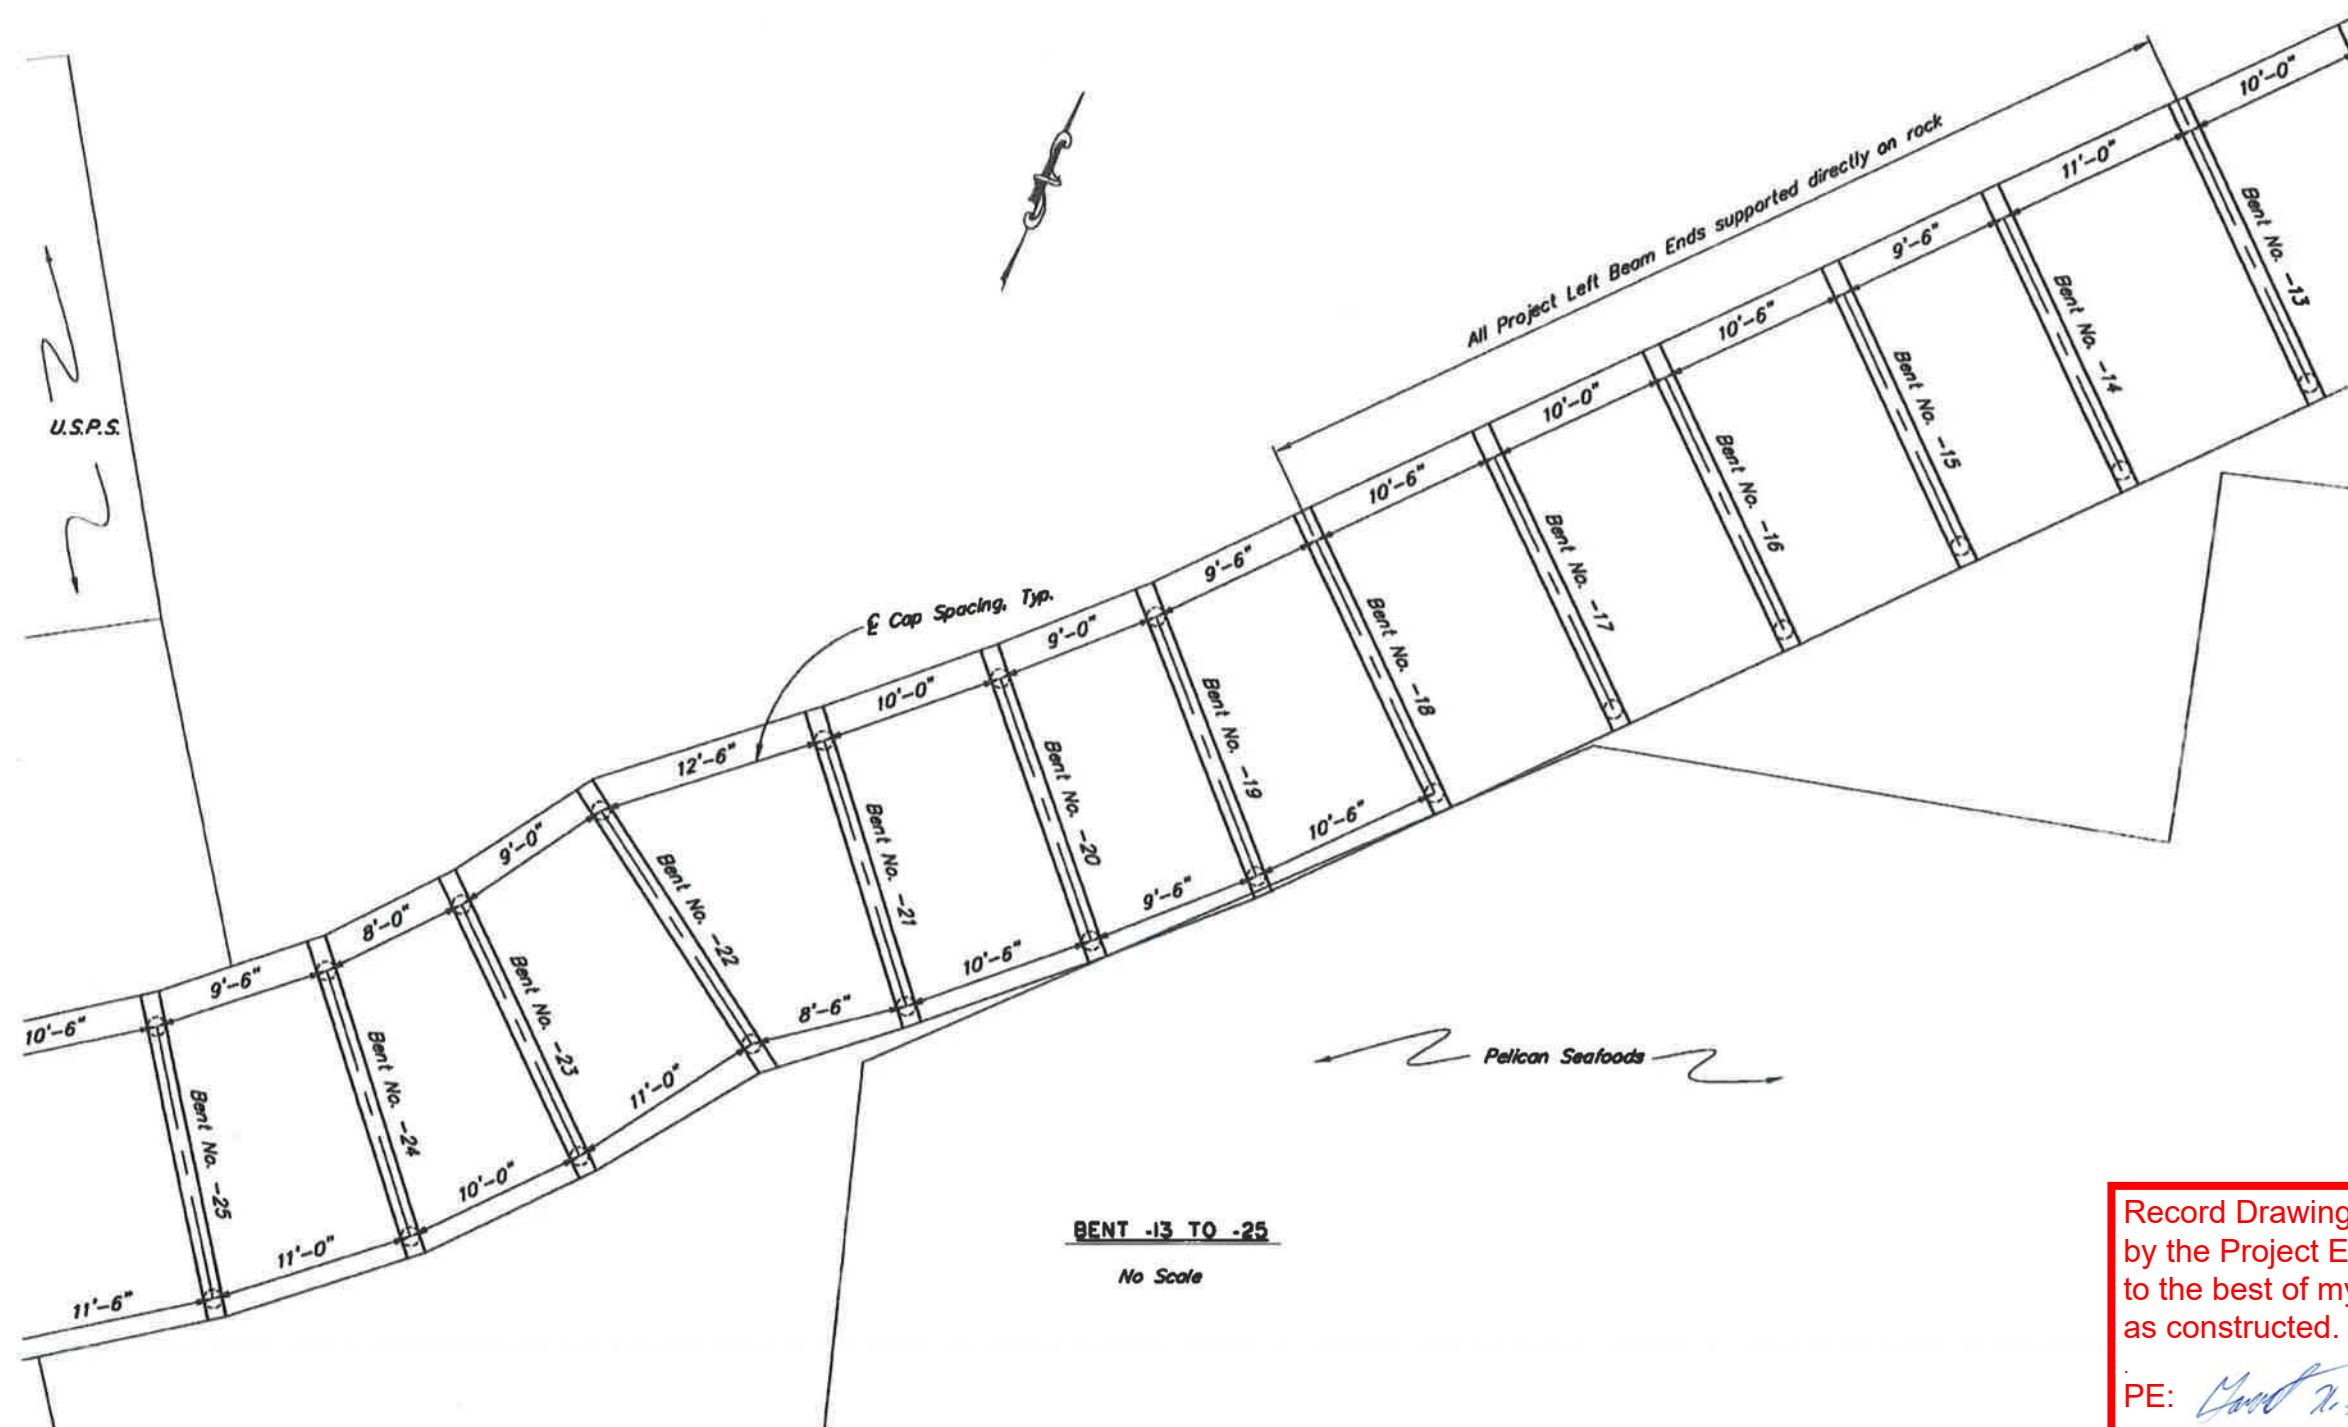 10'-0"
All Project Left Beam Ends supported directly on rock
11'-0"
9'-6"
10'-6"
10'-0"
10'-6"
9'-6"
9'-0"
10'-0"
12'-6"
9'-0"
8'-0"
9'-6"
10'-6"
U.S.P.S.
℄ Cap Spacing, Typ.
Bent No. -13
Bent No. -14
Bent No. -15
Bent No. -16
Bent No. -17
Bent No. -18
Bent No. -19
Bent No. -20
Bent No. -21
Bent No. -22
Bent No. -23
Bent No. -24
Bent No. -25
10'-6"
9'-6"
10'-6"
8'-6"
11'-0"
10'-0"
11'-0"
11'-6"
Pelican Seafoods
BENT -13 TO -25
No Scale
Record Drawing
by the Project E
to the best of my
as constructed.
PE: